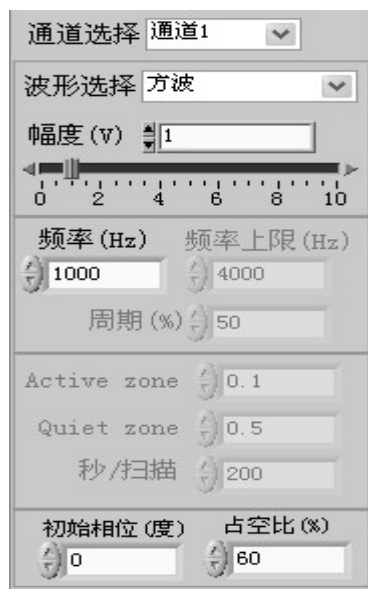 通道选择 通道1
波形选择 方波
幅度(V) 1
0 2 4 6 8 10
频率(Hz) 频率上限(Hz)
1000 4000
周期(%) 50
Active zone 0.1
Quiet zone 0.5
秒/扫描 200
初始相位(度) 占空比(%)
0 60